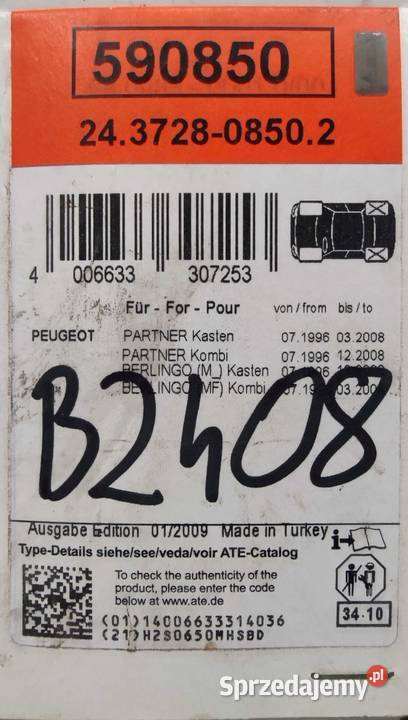 590850
24.3728-0850.2
4 006633 307253
Für - For - Pour von / from bis / to
PEUGEOT PARTNER Kasten 07.1996 03.2008
PARTNER Kombi 07.1996 12.2008
BERLINGO (M_) Kasten
BERLINGO (MF) Kombi
B2408
Ausgabe Edition 01/2009 Made in Turkey
Type-Details siehe/see/veda/voir ATE-Catalog
To check the authenticity of the
product, please enter the code
below at www.ate.de
(01)14006633314036
(21)H2S0650MHSBD
34-10
Sprzedajemy.pl